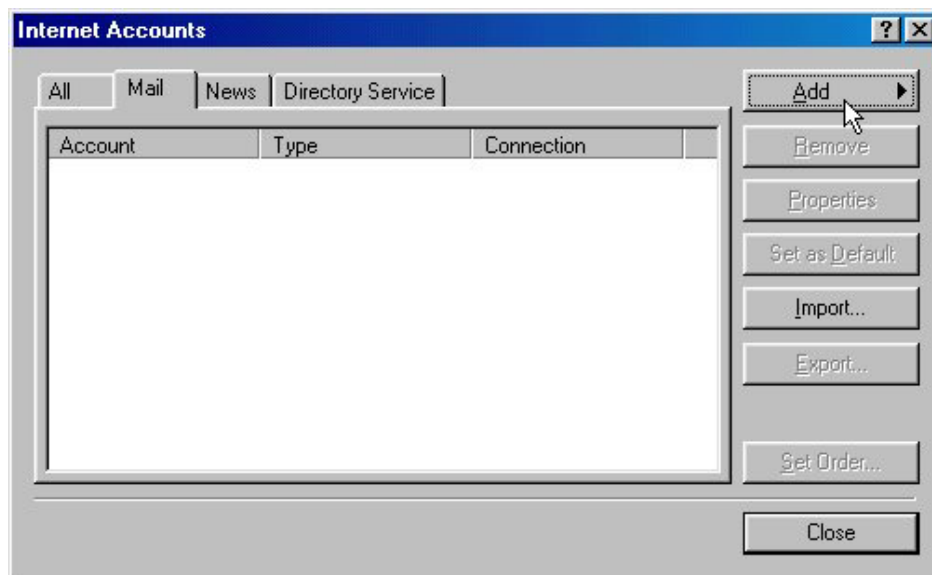 Internet Accounts
All Mail News Directory Service
Account Type Connection
Add
Remove
Properties
Set as Default
Import...
Export...
Set Order...
Close